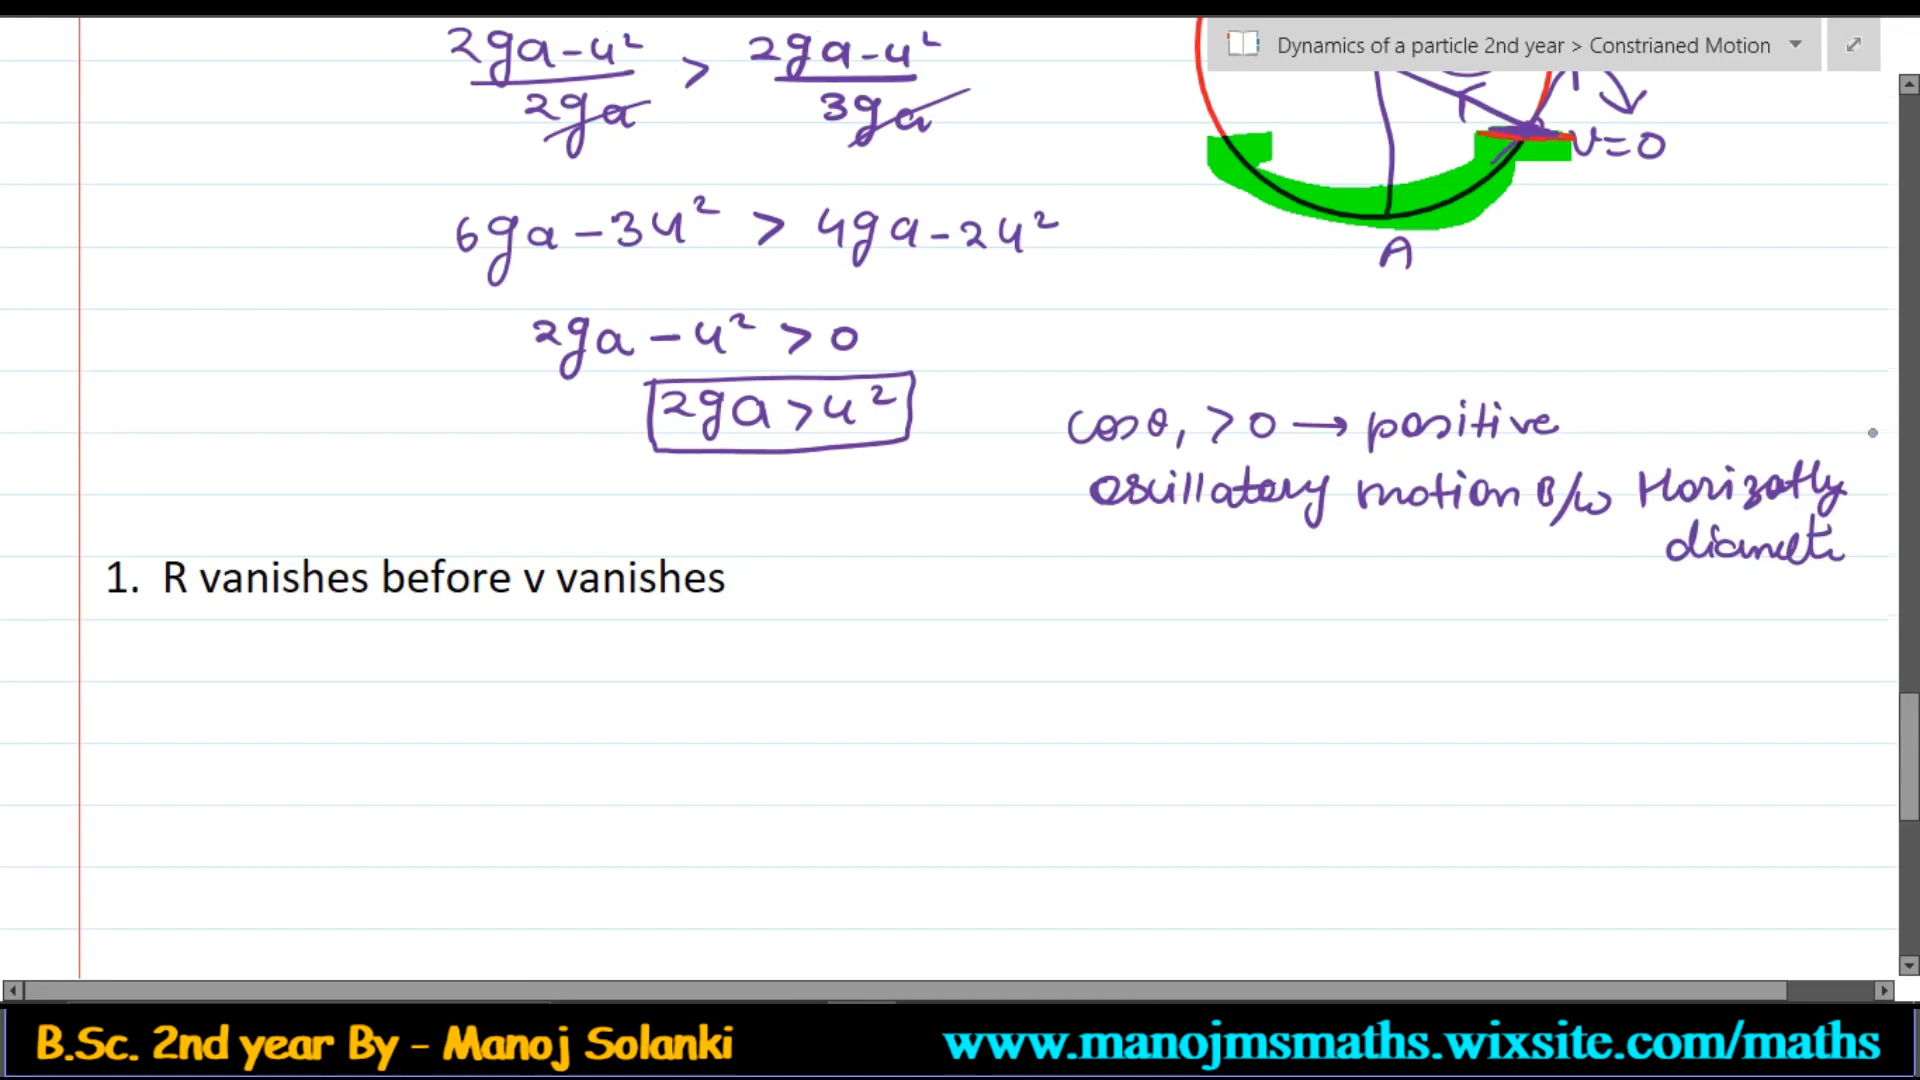 2ga-u² / 2ga > 2ga-u² / 3ga
Dynamics of a particle 2nd year > Constrianed Motion
v=0
6ga-3u² > 4ga-2u²
A
2ga-u² > 0
2ga>u²
cosθ₁ >0 → positive
oscillatory motion B/w Horizotly
diamete
1. R vanishes before v vanishes
B.Sc. 2nd year By - Manoj Solanki
www.manojmsmaths.wixsite.com/maths